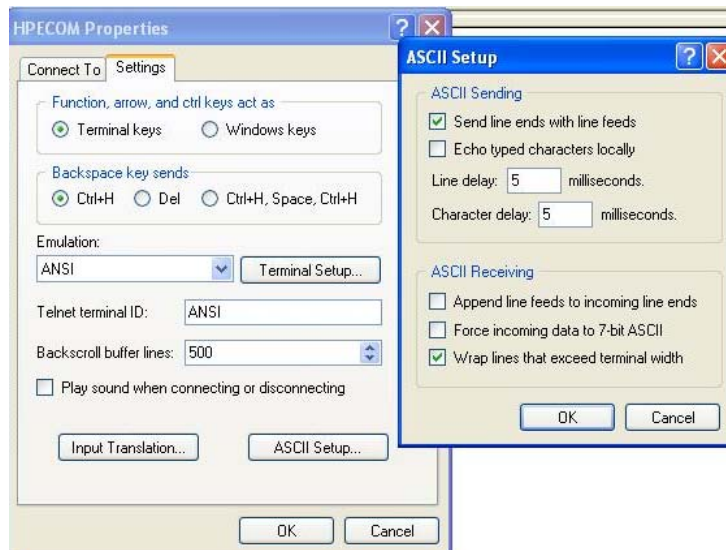 HPECOM Properties
Connect To
Settings
Function, arrow, and ctrl keys act as
Terminal keys
Windows keys
Backspace key sends
Ctrl+H
Del
Ctrl+H, Space, Ctrl+H
Emulation:
ANSI
Terminal Setup...
Telnet terminal ID:
ANSI
Backscroll buffer lines:
500
Play sound when connecting or disconnecting
Input Translation...
ASCII Setup...
OK
Cancel
ASCII Setup
ASCII Sending
Send line ends with line feeds
Echo typed characters locally
Line delay: 5 milliseconds.
Character delay: 5 milliseconds.
ASCII Receiving
Append line feeds to incoming line ends
Force incoming data to 7-bit ASCII
Wrap lines that exceed terminal width
OK
Cancel